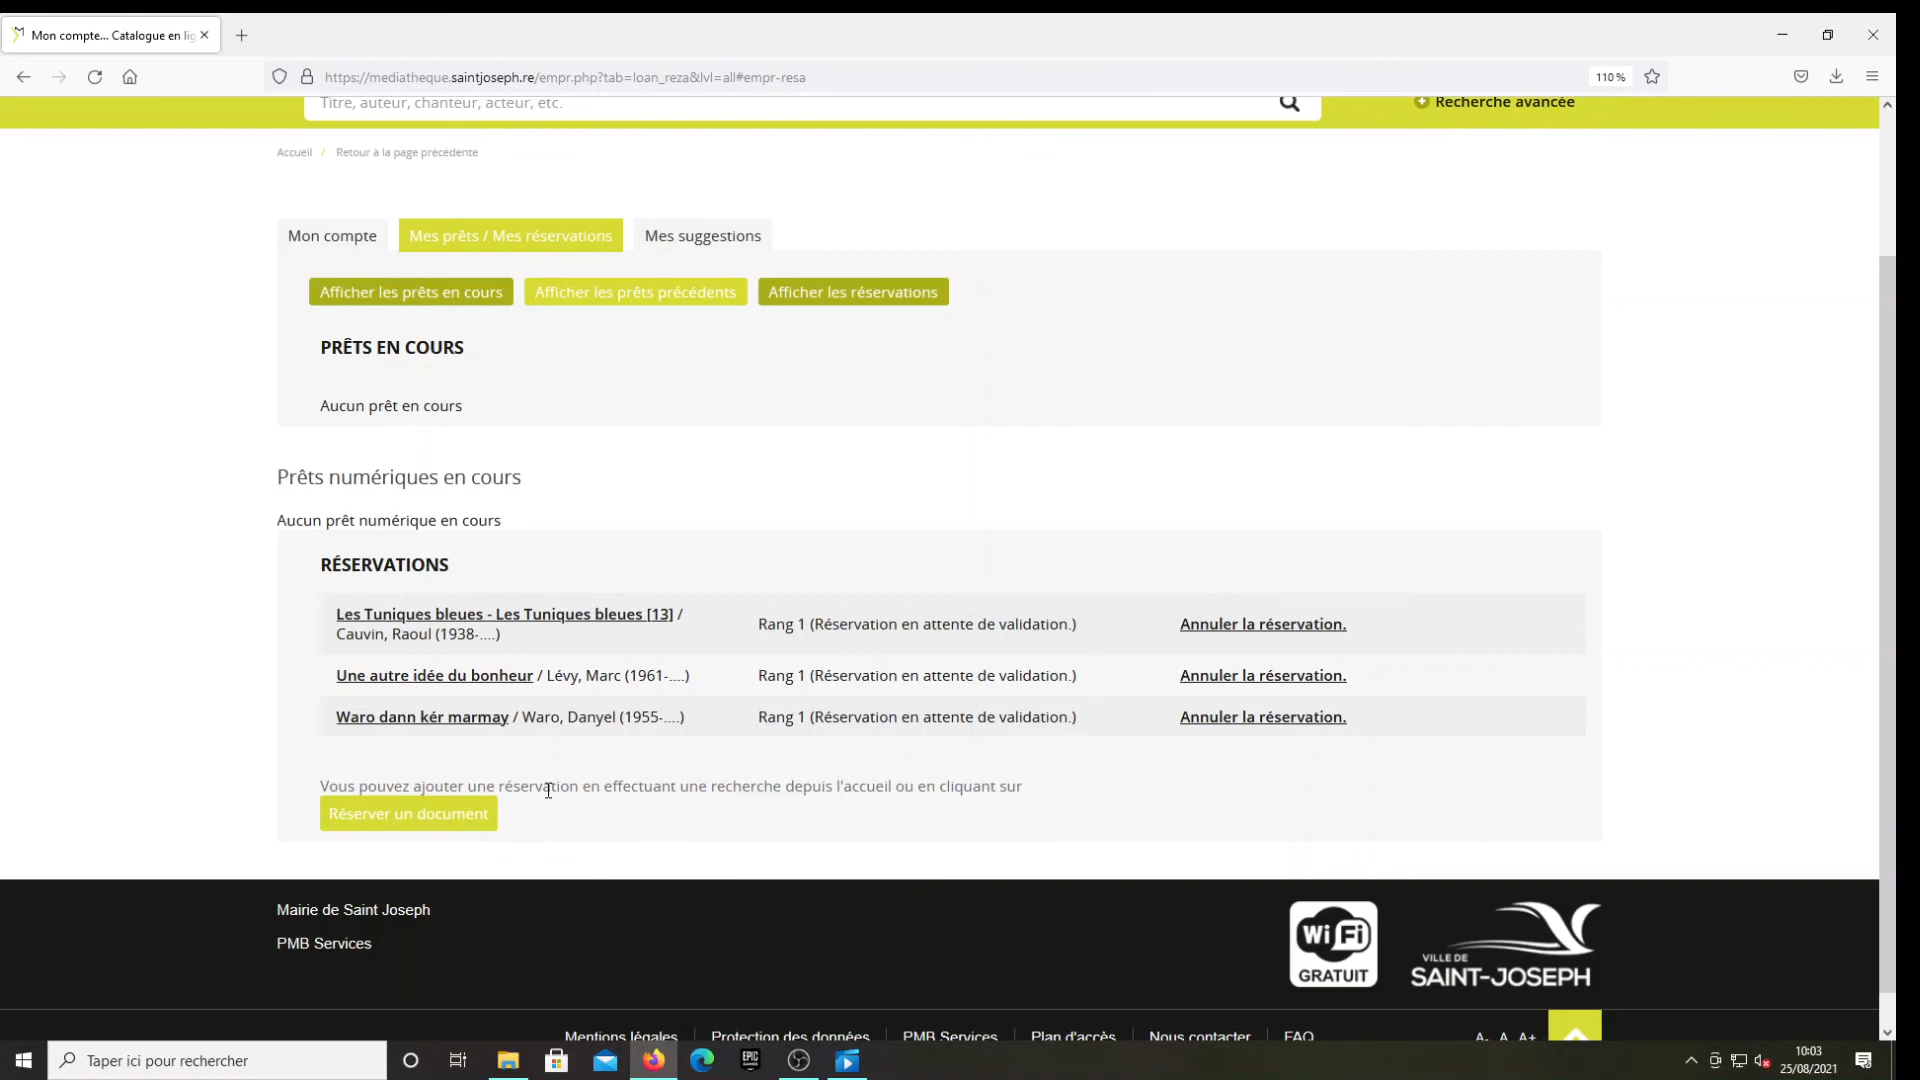 Mon compte... Catalogue en lig
https://mediatheque.saintjoseph.re/empr.php?tab=loan_reza&lvl=all#empr-resa
110 %
Titre, auteur, chanteur, acteur, etc.
Recherche avancée
Accueil / Retour à la page précédente
Mon compte
Mes prêts / Mes réservations
Mes suggestions
Afficher les prêts en cours
Afficher les prêts précédents
Afficher les réservations
PRÊTS EN COURS
Aucun prêt en cours
Prêts numériques en cours
Aucun prêt numérique en cours
RÉSERVATIONS
Les Tuniques bleues - Les Tuniques bleues [13] /
Cauvin, Raoul (1938-....)
Rang 1 (Réservation en attente de validation.)
Annuler la réservation.
Une autre idée du bonheur / Lévy, Marc (1961-....)
Rang 1 (Réservation en attente de validation.)
Annuler la réservation.
Waro dann kér marmay / Waro, Danyel (1955-....)
Rang 1 (Réservation en attente de validation.)
Annuler la réservation.
Vous pouvez ajouter une réservation en effectuant une recherche depuis l'accueil ou en cliquant sur
Réserver un document
Mairie de Saint Joseph
PMB Services
WiFi
GRATUIT
VILLE DE
SAINT-JOSEPH
Mentions légales
Protection des données
PMB Services
Plan d'accès
Nous contacter
FAQ
A- A A+
Taper ici pour rechercher
EPIC
GAMES
10:03
25/08/2021